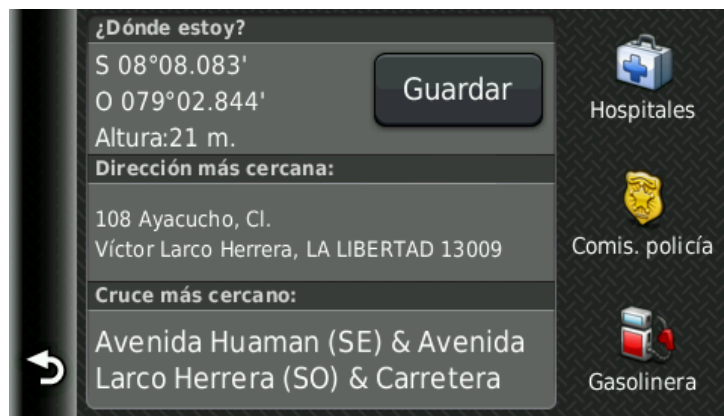 ¿Dónde estoy?
S 08°08.083'
O 079°02.844'
Altura:21 m.
Guardar
Dirección más cercana:
108 Ayacucho, Cl.
Víctor Larco Herrera, LA LIBERTAD 13009
Cruce más cercano:
Avenida Huaman (SE) & Avenida
Larco Herrera (SO) & Carretera
Hospitales
Comis. policía
Gasolinera